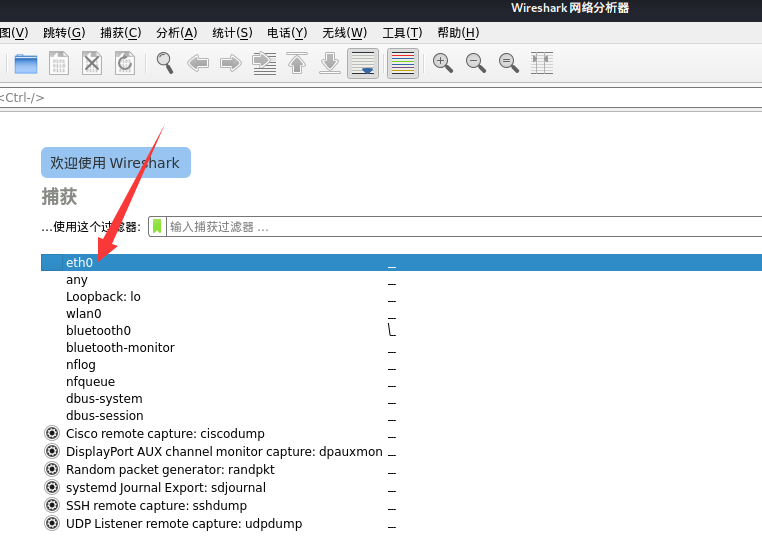 Wireshark 网络分析器
图(V) 跳转(G) 捕获(C) 分析(A) 统计(S) 电话(Y) 无线(W) 工具(T) 帮助(H)
<Ctrl-/>
欢迎使用 Wireshark
捕获
…使用这个过滤器: 输入捕获过滤器 …
eth0
any
Loopback: lo
wlan0
bluetooth0
bluetooth-monitor
nflog
nfqueue
dbus-system
dbus-session
Cisco remote capture: ciscodump
DisplayPort AUX channel monitor capture: dpauxmon
Random packet generator: randpkt
systemd Journal Export: sdjournal
SSH remote capture: sshdump
UDP Listener remote capture: udpdump